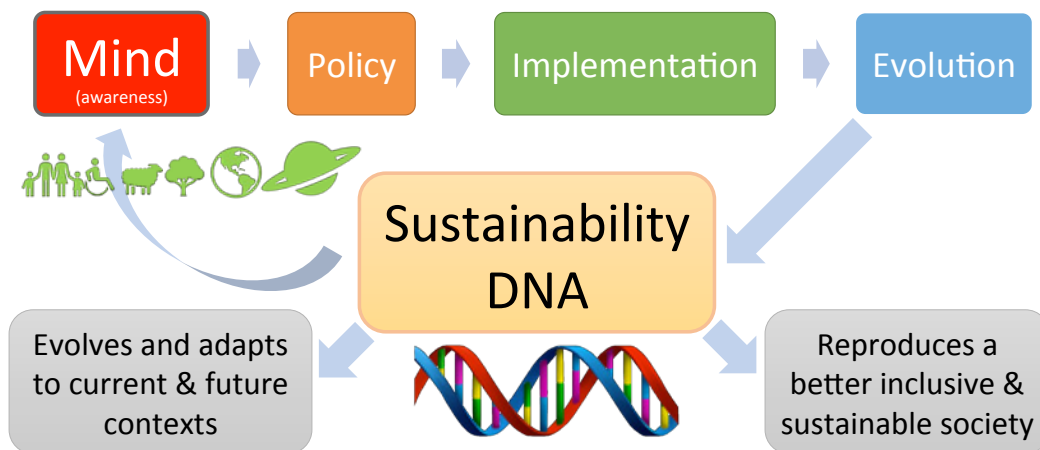 Mind
(awareness)
Policy
Implementation
Evolution
Sustainability
DNA
Evolves and adapts
to current & future
contexts
Reproduces a
better inclusive &
sustainable society